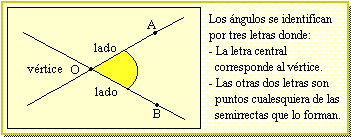 A
lado
vértice O
lado
B
Los ángulos se identifican
por tres letras donde:
- La letra central
corresponde al vértice.
- Las otras dos letras son
puntos cualesquiera de las
semirrectas que lo forman.